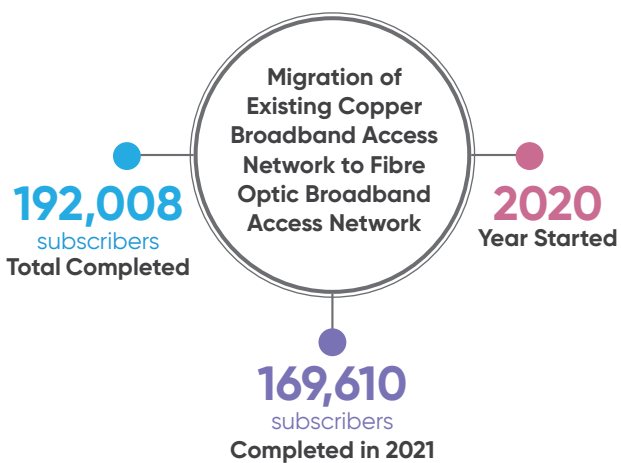 Migration of
Existing Copper
Broadband Access
Network to Fibre
Optic Broadband
Access Network
192,008
subscribers
Total Completed
2020
Year Started
169,610
subscribers
Completed in 2021